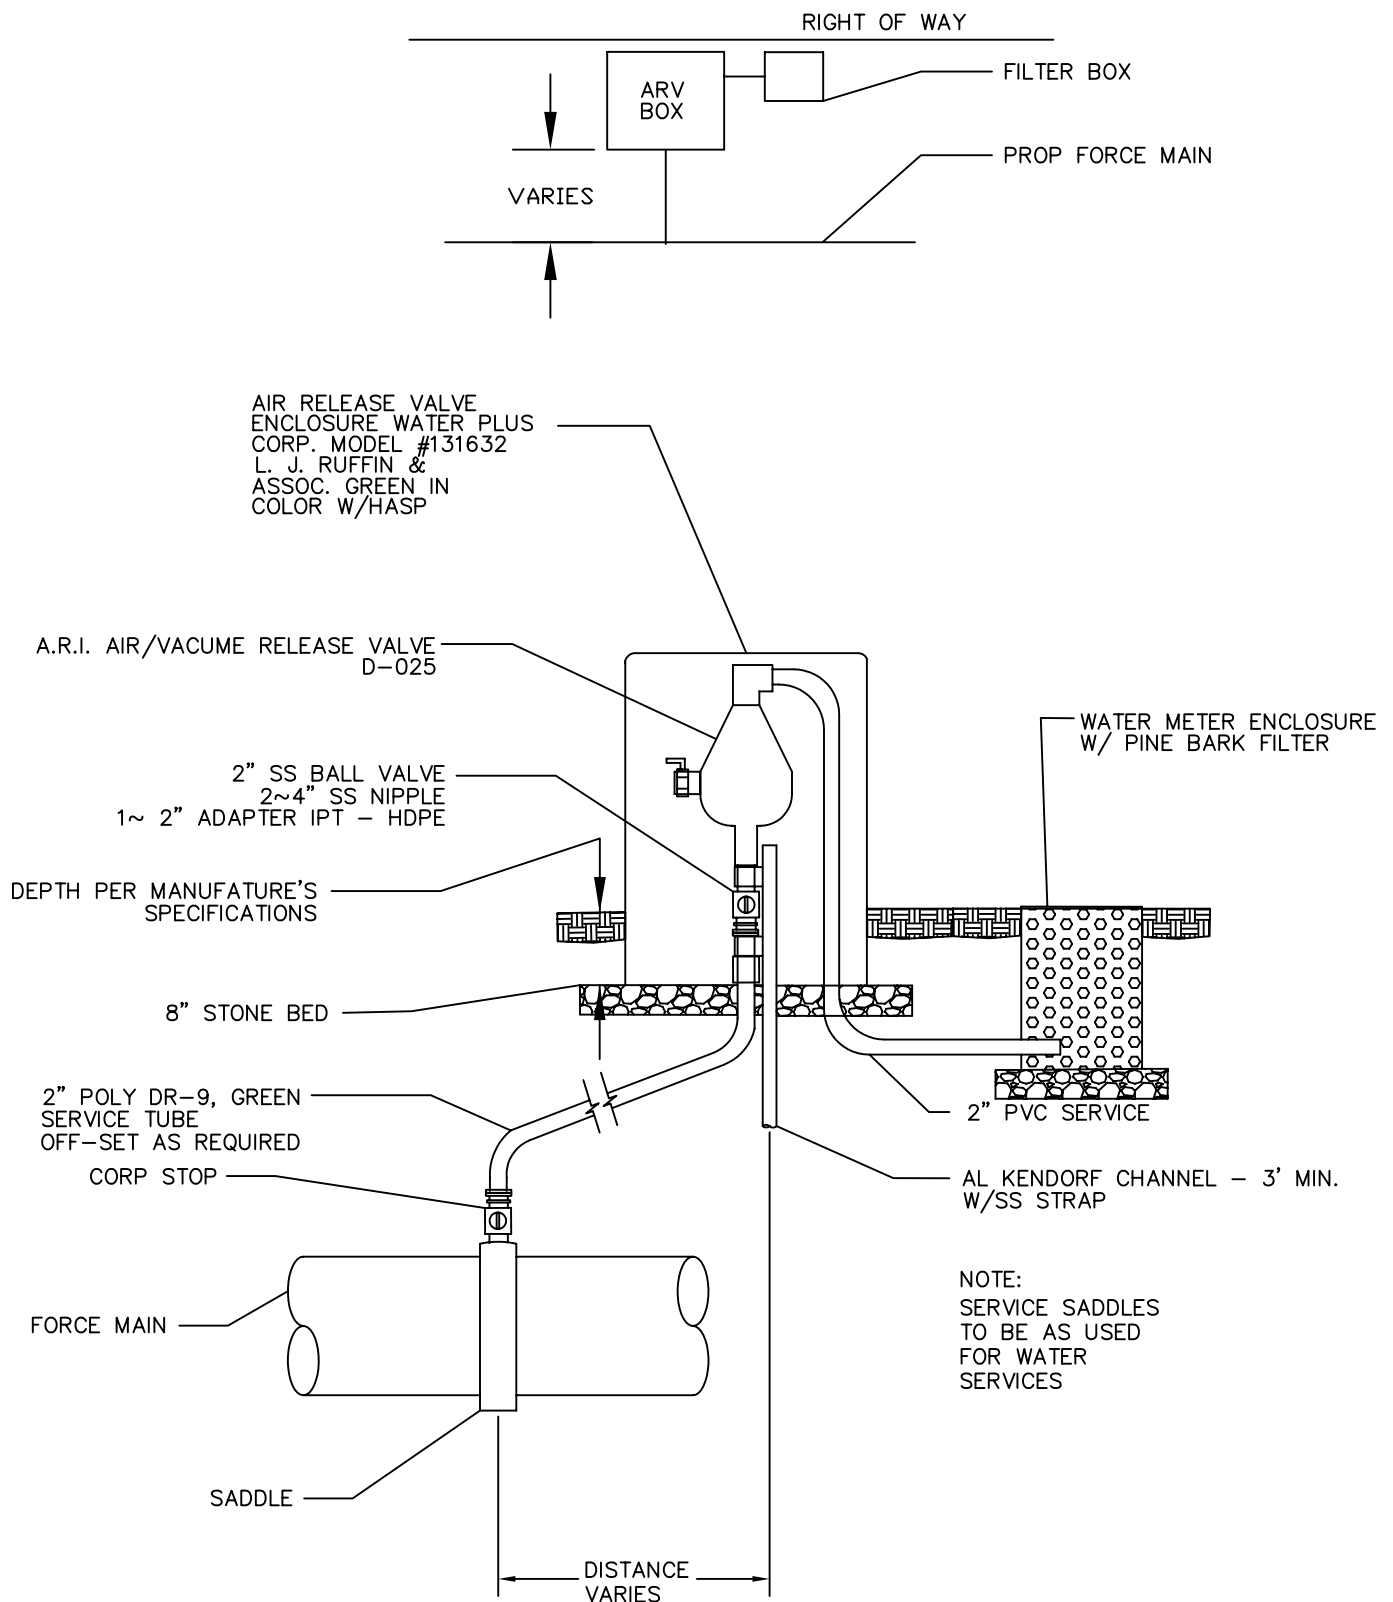 RIGHT OF WAY
FILTER BOX
ARV
BOX
PROP FORCE MAIN
VARIES
AIR RELEASE VALVE
ENCLOSURE WATER PLUS
CORP. MODEL #131632
L. J. RUFFIN &
ASSOC. GREEN IN
COLOR W/HASP
A.R.I. AIR/VACUME RELEASE VALVE
D-025
WATER METER ENCLOSURE
W/ PINE BARK FILTER
2" SS BALL VALVE
2~4" SS NIPPLE
1~ 2" ADAPTER IPT - HDPE
DEPTH PER MANUFATURE'S
SPECIFICATIONS
8" STONE BED
2" POLY DR-9, GREEN
SERVICE TUBE
OFF-SET AS REQUIRED
2" PVC SERVICE
CORP STOP
AL KENDORF CHANNEL - 3' MIN.
W/SS STRAP
NOTE:
SERVICE SADDLES
TO BE AS USED
FOR WATER
SERVICES
FORCE MAIN
SADDLE
DISTANCE
VARIES